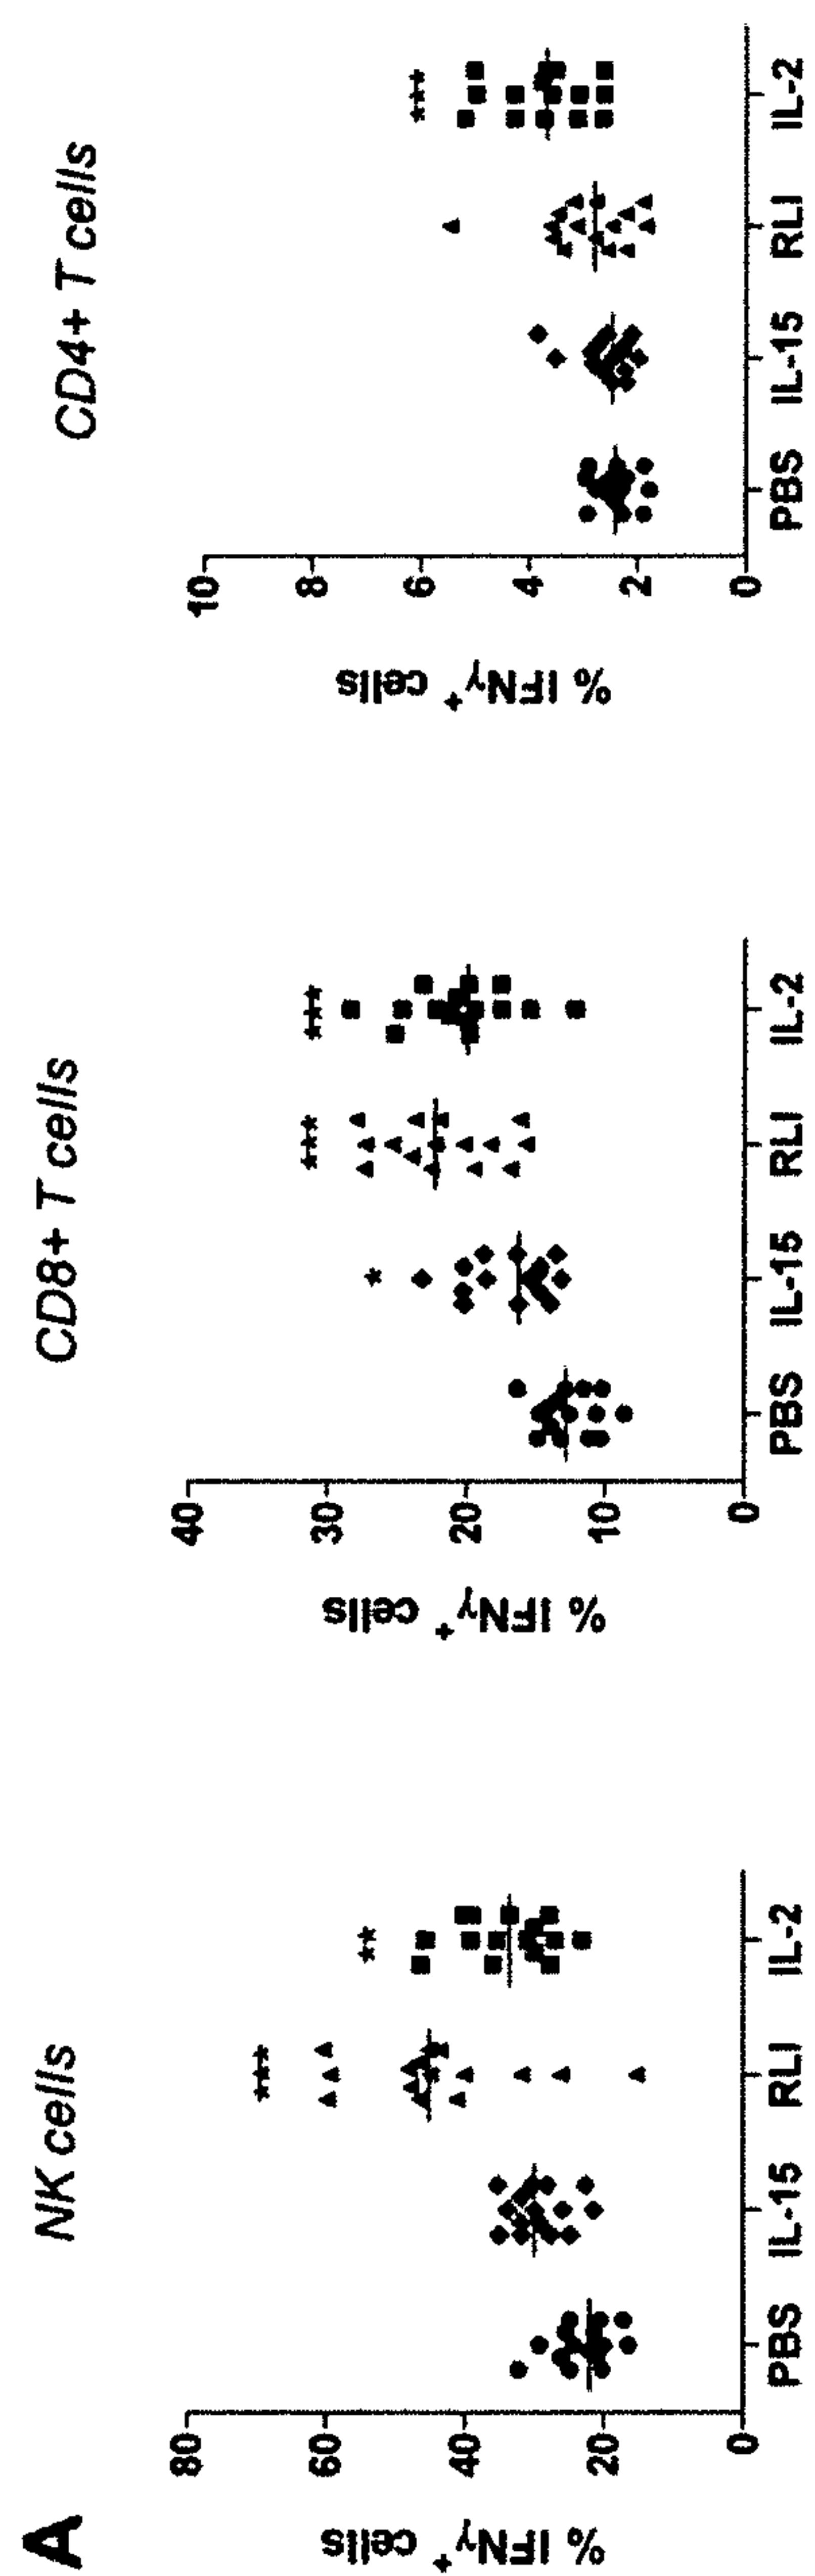 A
NK cells
% IFNγ⁺ cells
80
60
40
20
0
***
**
PBS IL-15 RLI IL-2
CD8+ T cells
% IFNγ⁺ cells
40
30
20
10
0
*
***
***
PBS IL-15 RLI IL-2
CD4+ T cells
% IFNγ⁺ cells
10
8
6
4
2
0
***
PBS IL-15 RLI IL-2